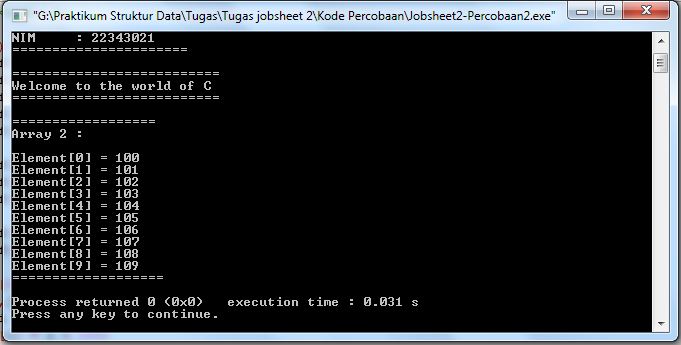 "G:\Praktikum Struktur Data\Tugas\Tugas jobsheet 2\Kode Percobaan\Jobsheet2-Percobaan2.exe"
NIM     : 22343021
======================
==========================
Welcome to the world of C
==========================
==================
Array 2 :
Element[0] = 100
Element[1] = 101
Element[2] = 102
Element[3] = 103
Element[4] = 104
Element[5] = 105
Element[6] = 106
Element[7] = 107
Element[8] = 108
Element[9] = 109
===================
Process returned 0 (0x0)   execution time : 0.031 s
Press any key to continue.